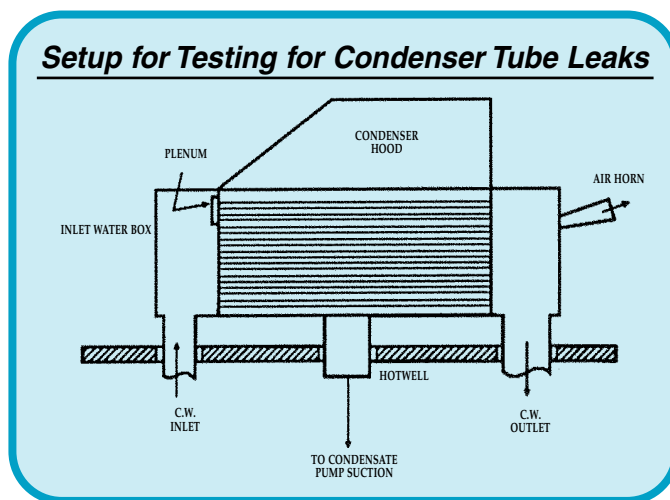 Setup for Testing for Condenser Tube Leaks
CONDENSER
HOOD
PLENUM
AIR HORN
INLET WATER BOX
HOTWELL
C.W.
INLET
C.W.
OUTLET
TO CONDENSATE
PUMP SUCTION